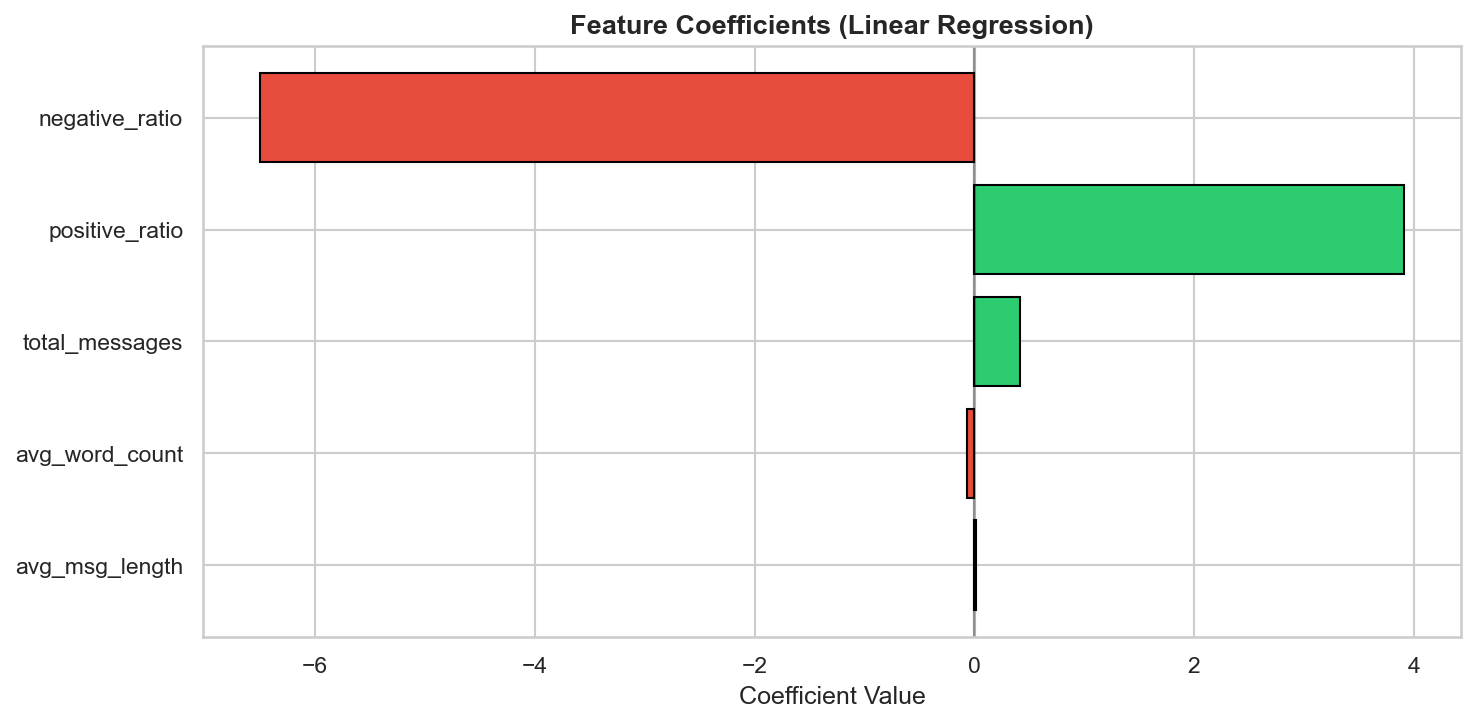 Feature Coefficients (Linear Regression)
negative_ratio
positive_ratio
total_messages
avg_word_count
avg_msg_length
−6 −4 −2 0 2 4
Coefficient Value